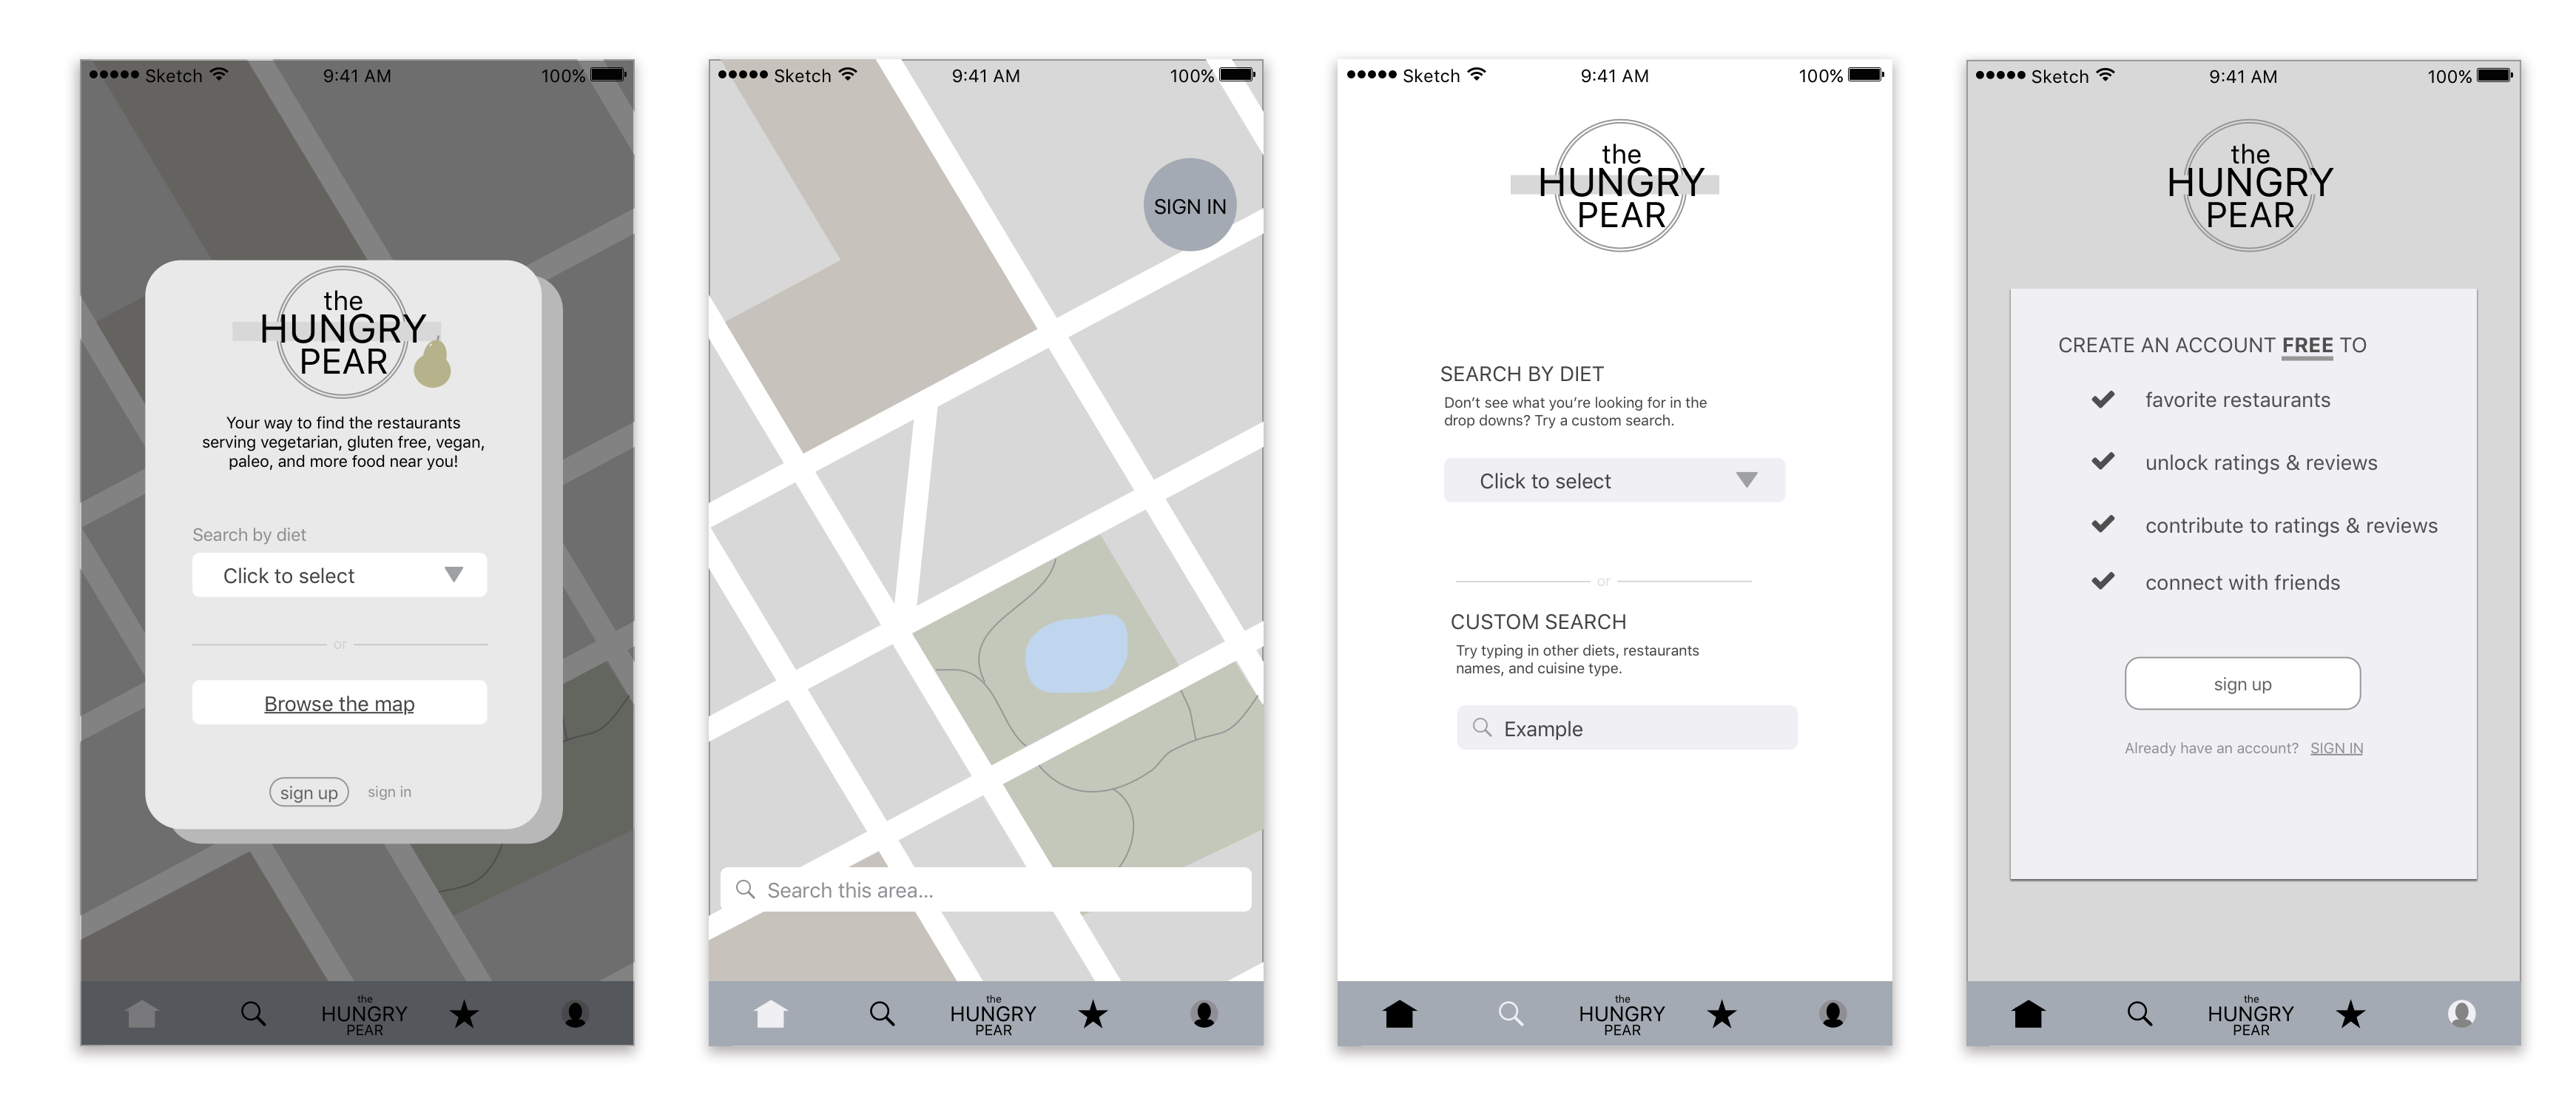 ●●●●● Sketch 9:41 AM 100%
the
HUNGRY
PEAR
Your way to find the restaurants
serving vegetarian, gluten free, vegan,
paleo, and more food near you!
Search by diet
Click to select
or
Browse the map
sign up sign in
the
HUNGRY
PEAR
●●●●● Sketch 9:41 AM 100%
SIGN IN
Search this area...
the
HUNGRY
PEAR
●●●●● Sketch 9:41 AM 100%
the
HUNGRY
PEAR
SEARCH BY DIET
Don’t see what you’re looking for in the
drop downs? Try a custom search.
Click to select
or
CUSTOM SEARCH
Try typing in other diets, restaurants
names, and cuisine type.
Example
the
HUNGRY
PEAR
●●●●● Sketch 9:41 AM 100%
the
HUNGRY
PEAR
CREATE AN ACCOUNT FREE TO
favorite restaurants
unlock ratings & reviews
contribute to ratings & reviews
connect with friends
sign up
Already have an account? SIGN IN
the
HUNGRY
PEAR